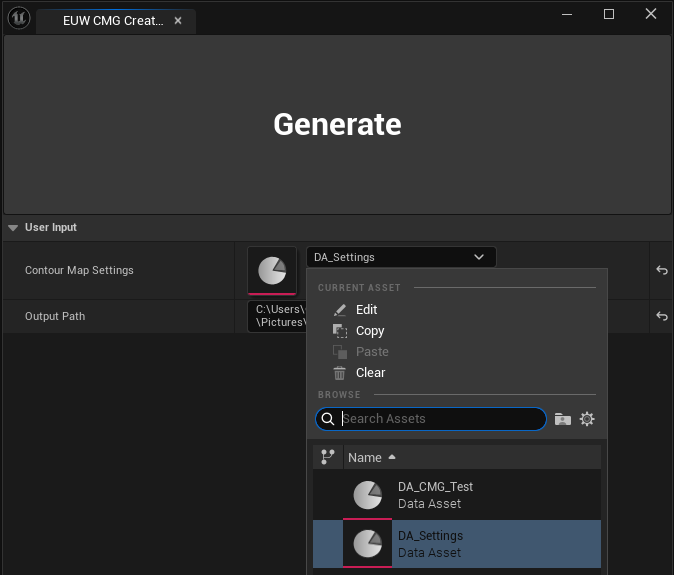 EUW CMG Creat...
Generate
User Input
Contour Map Settings
DA_Settings
CURRENT ASSET
Edit
Copy
Paste
Clear
BROWSE
Search Assets
Name
DA_CMG_Test
Data Asset
DA_Settings
Data Asset
Output Path
C:\Users\
\Pictures\